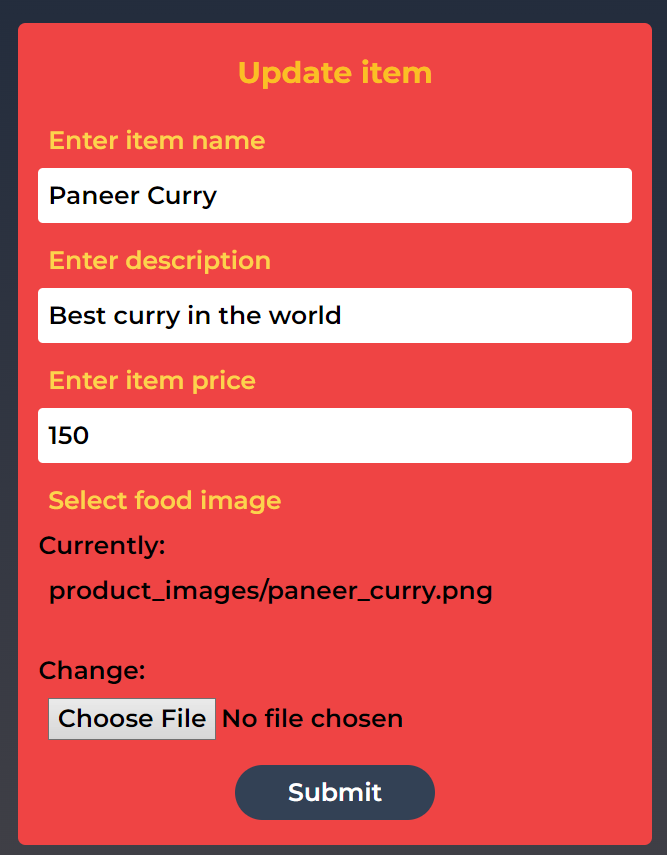 Update item
Enter item name
Paneer Curry
Enter description
Best curry in the world
Enter item price
150
Select food image
Currently:
product_images/paneer_curry.png
Change:
Choose File No file chosen
Submit